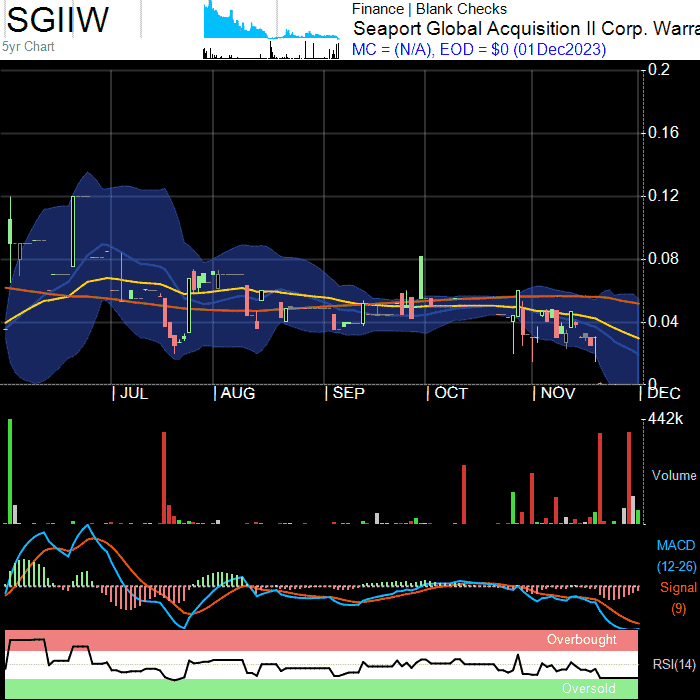 SGIIW
5yr Chart
Finance | Blank Checks
Seaport Global Acquisition II Corp. Warra
MC = (N/A), EOD = $0 (01Dec2023)
0.2
0.16
0.12
0.08
0.04
0
JUL AUG SEP OCT NOV DEC
442k
Volume
MACD
(12-26)
Signal
(9)
Overbought
RSI(14)
Oversold